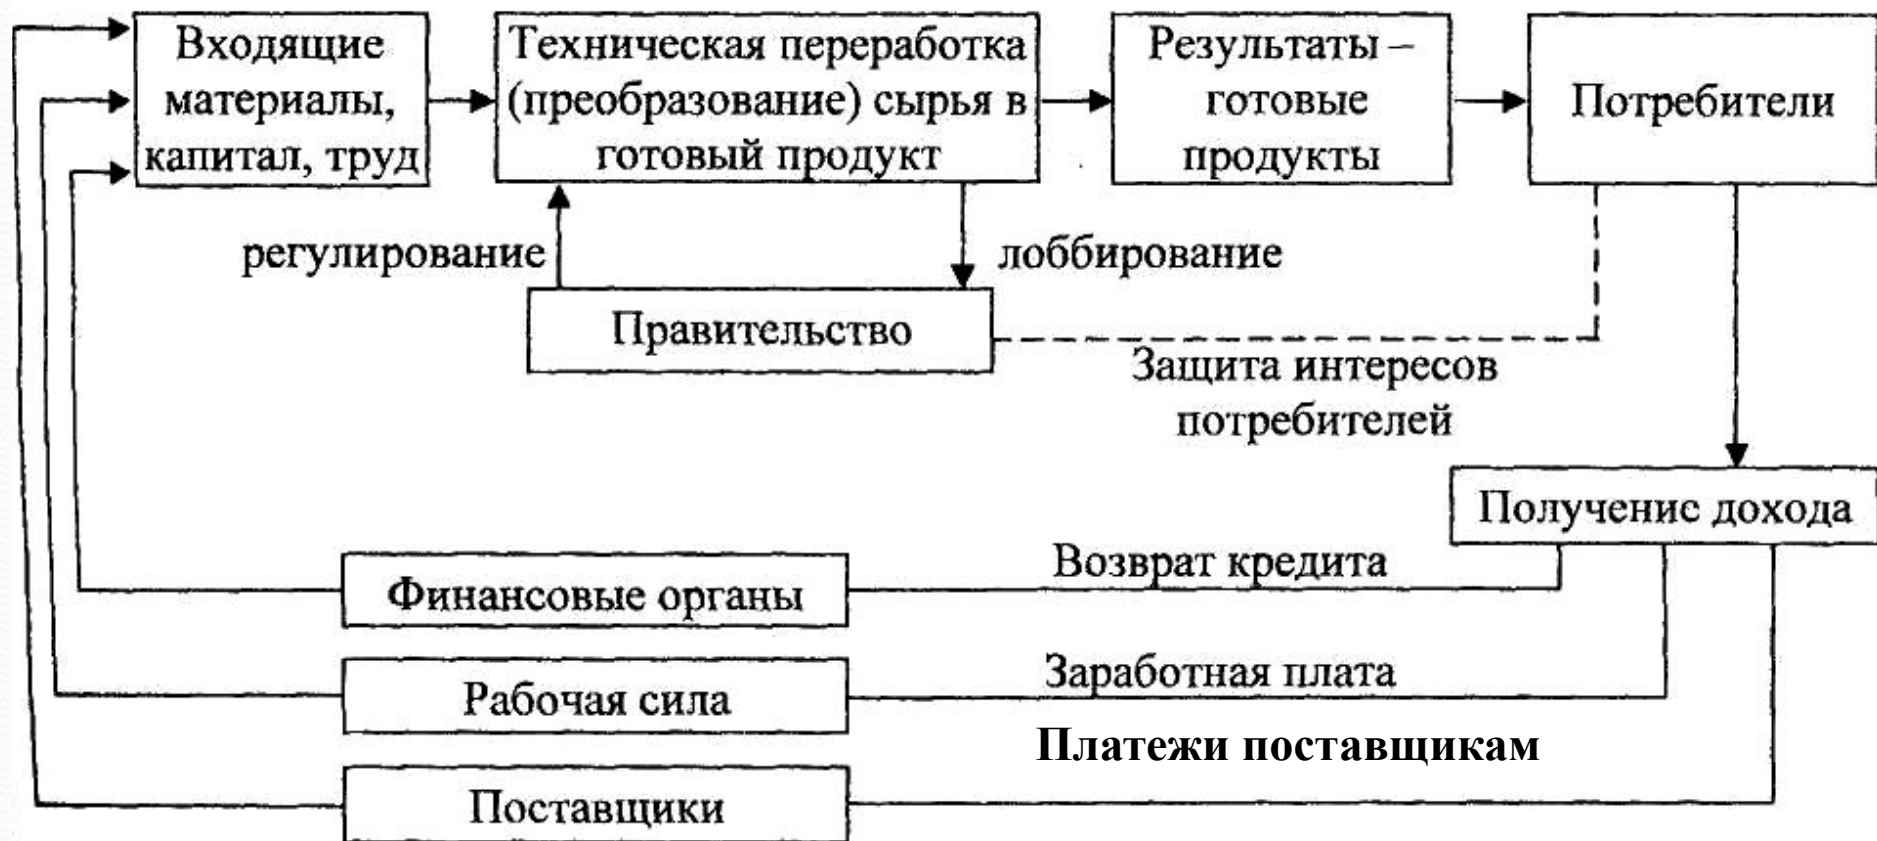 Входящие
материалы,
капитал, труд
Техническая переработка
(преобразование) сырья в
готовый продукт
Результаты –
готовые
продукты
Потребители
регулирование
лоббирование
Правительство
Защита интересов
потребителей
Получение дохода
Возврат кредита
Финансовые органы
Заработная плата
Рабочая сила
Платежи поставщикам
Поставщики